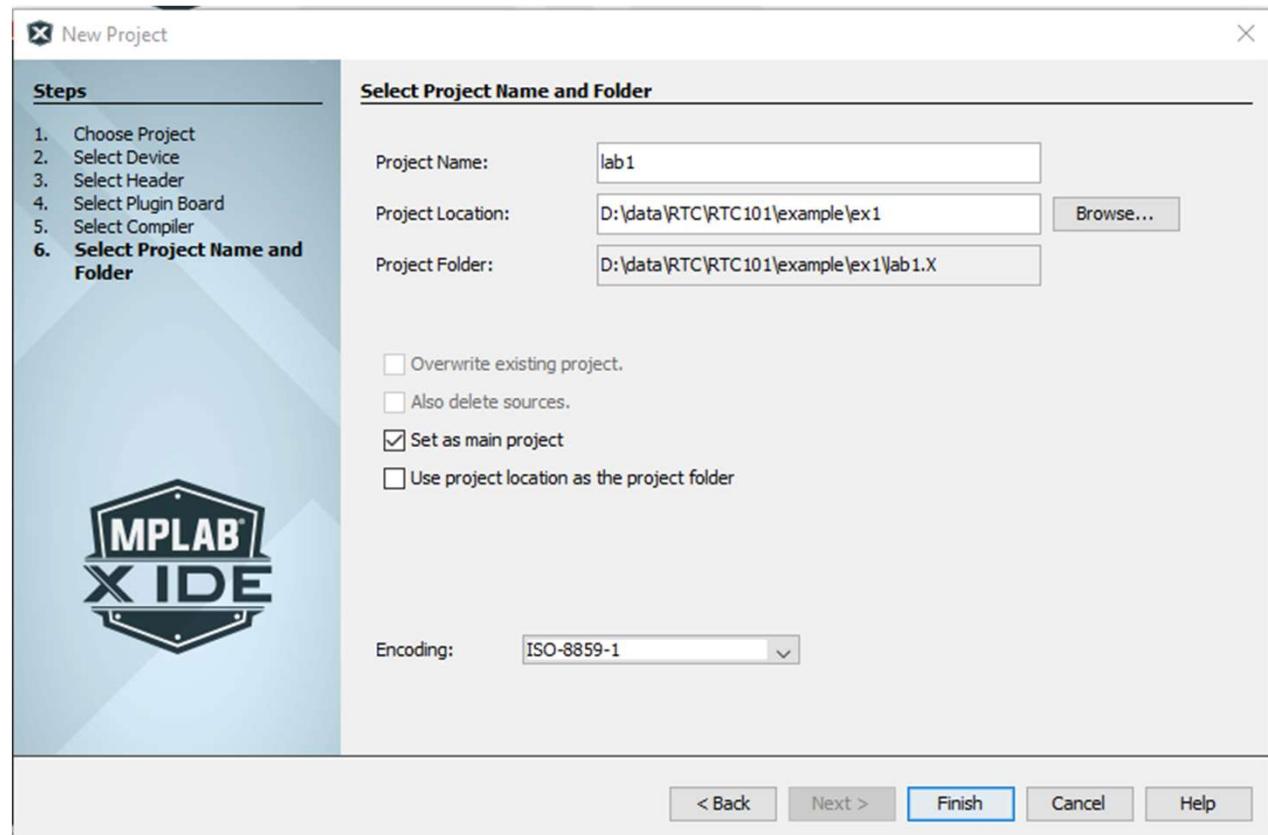 New Project
Steps
1. Choose Project
2. Select Device
3. Select Header
4. Select Plugin Board
5. Select Compiler
6. Select Project Name and
Folder
MPLAB®
X IDE
Select Project Name and Folder
Project Name: lab1
Project Location: D:\data\RTC\RTC101\example\ex1 Browse...
Project Folder: D:\data\RTC\RTC101\example\ex1\lab1.X
Overwrite existing project.
Also delete sources.
Set as main project
Use project location as the project folder
Encoding: ISO-8859-1
< Back Next > Finish Cancel Help